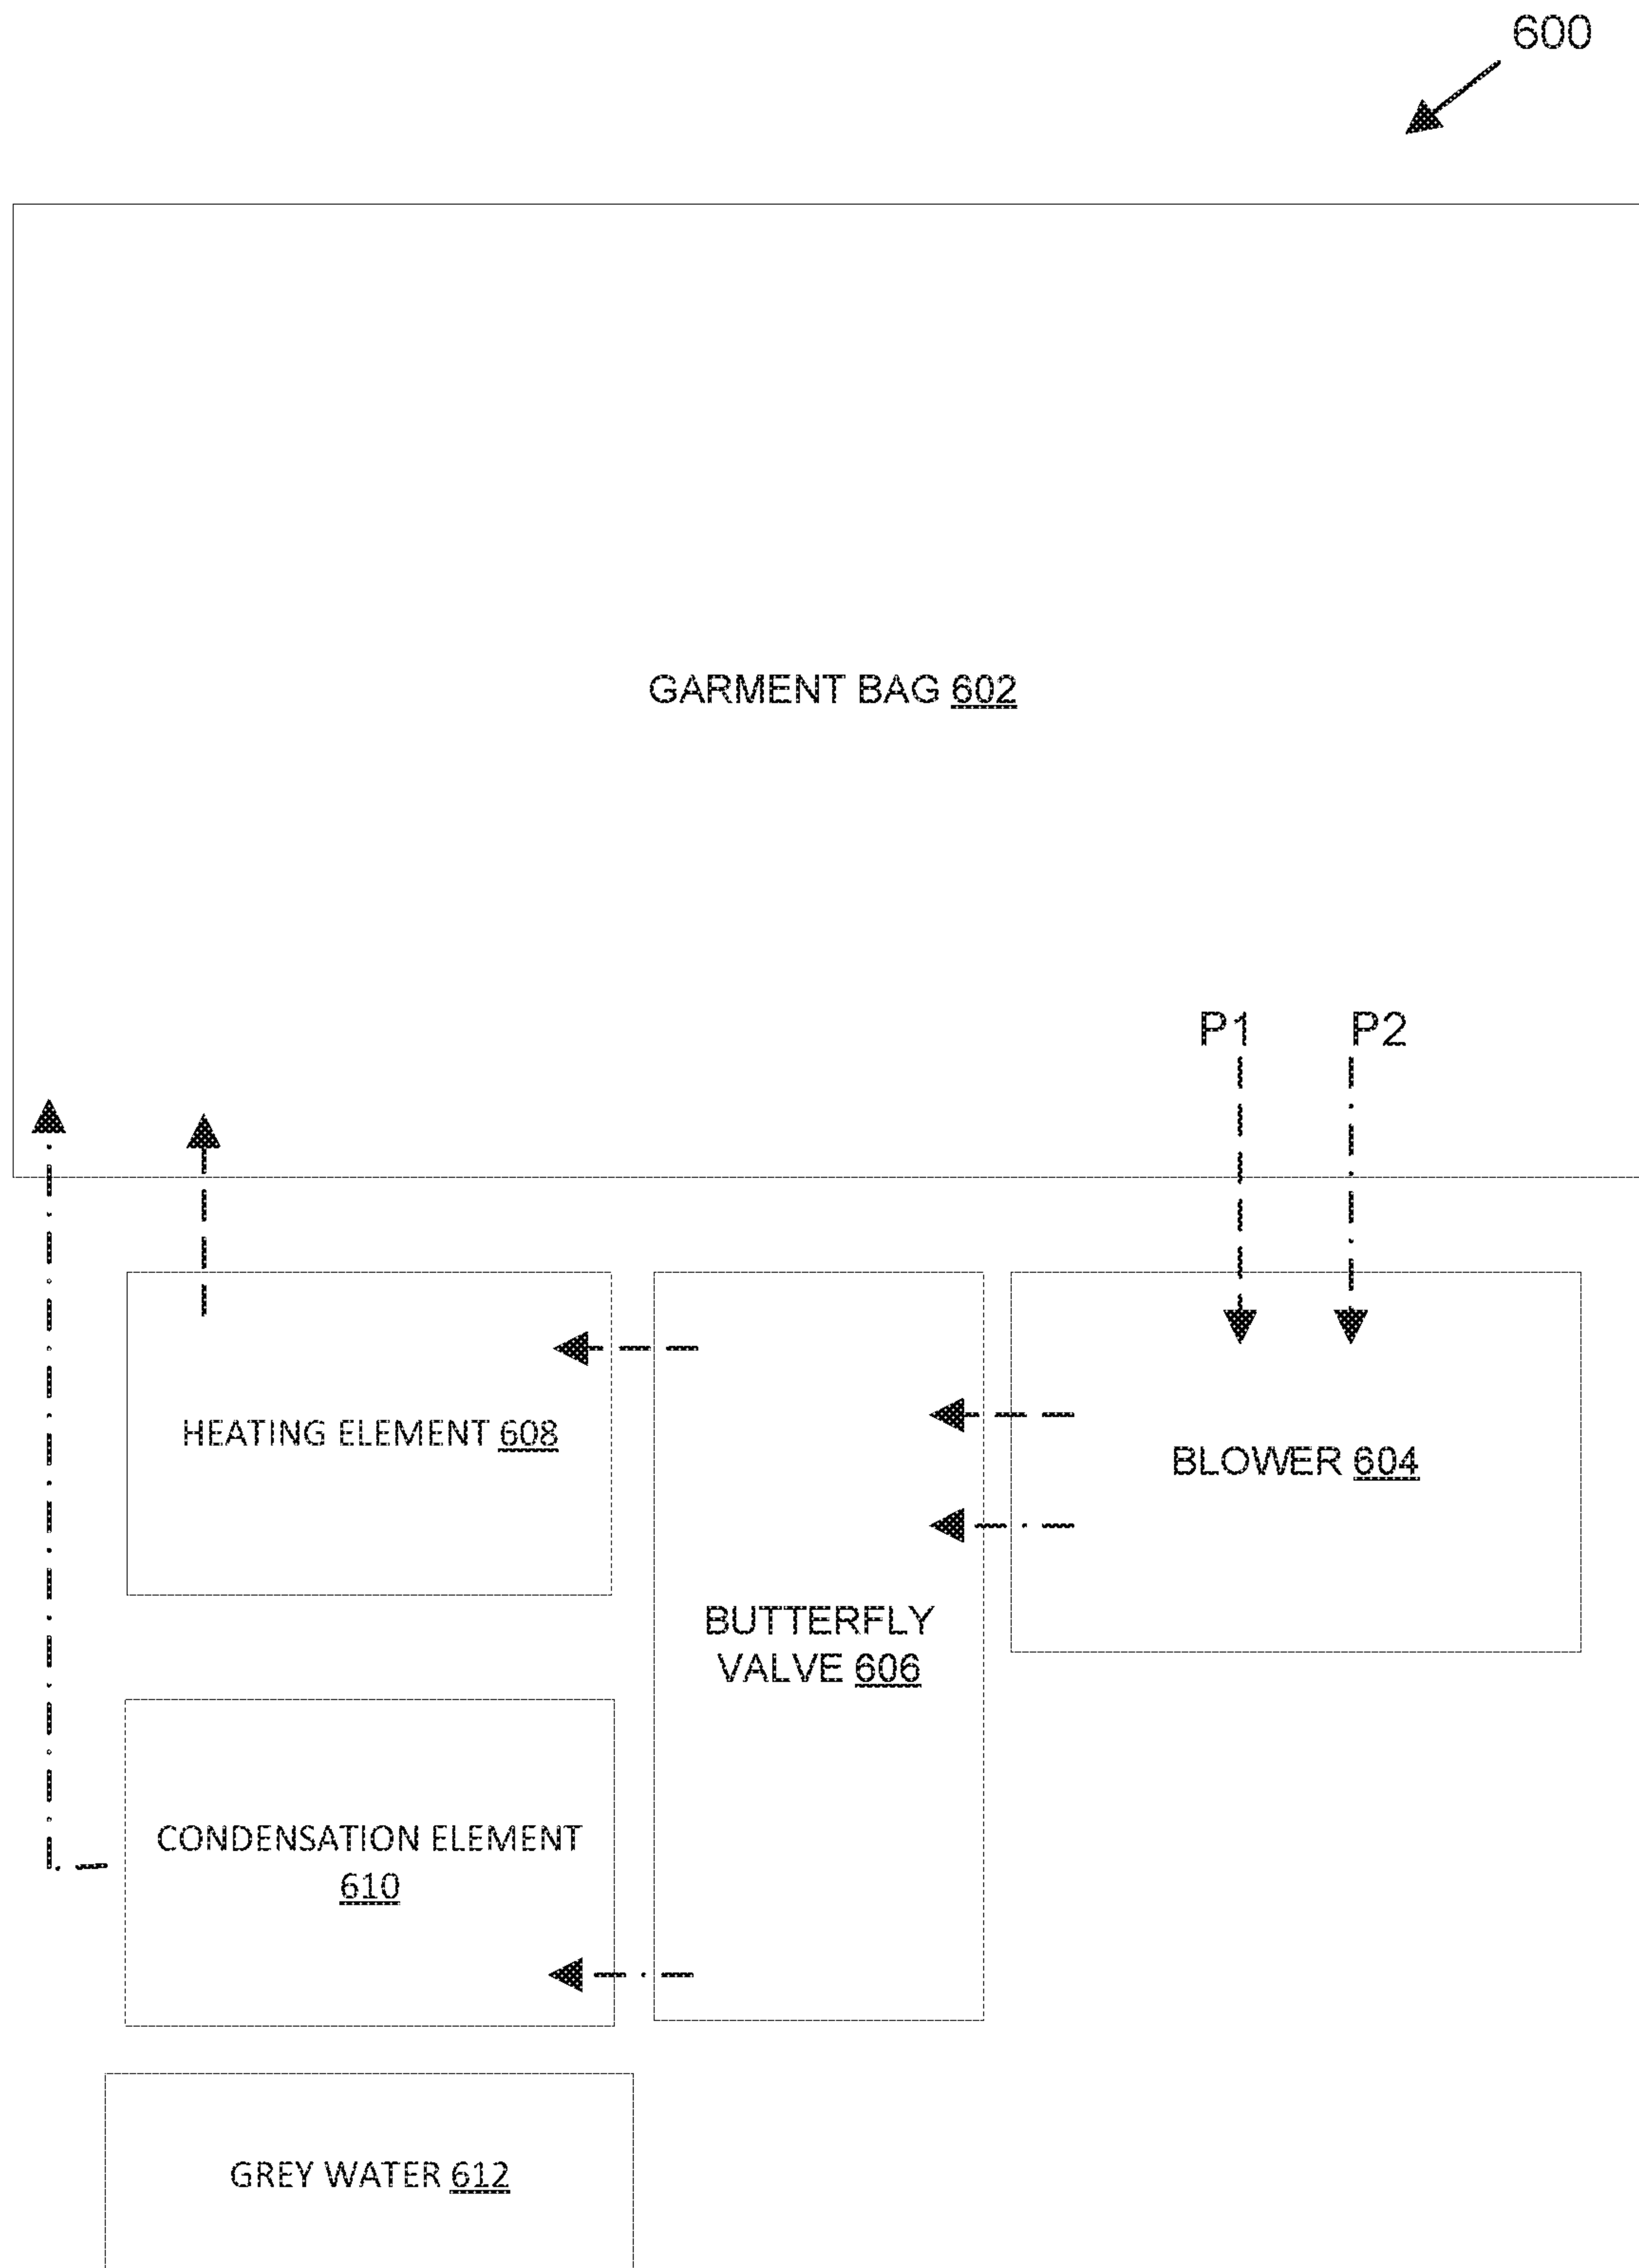 600
GARMENT BAG 602
P1 P2
HEATING ELEMENT 608
BLOWER 604
BUTTERFLY
VALVE 606
CONDENSATION ELEMENT
610
GREY WATER 612